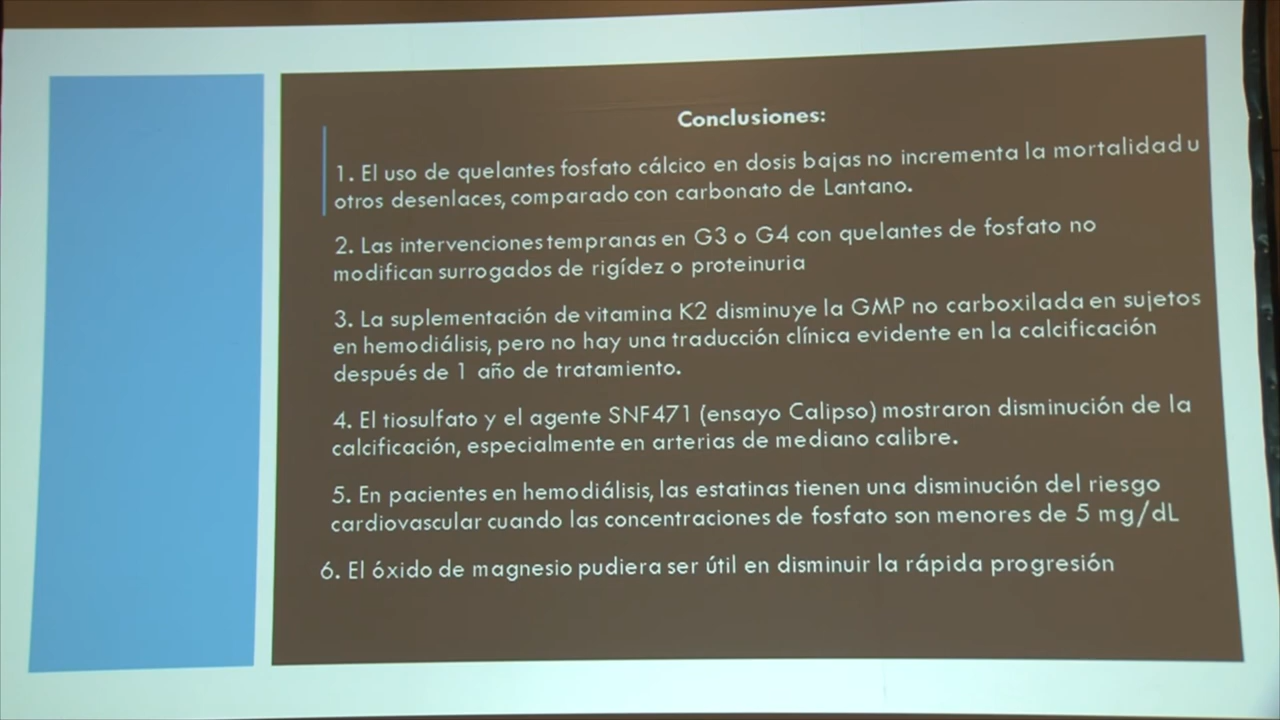 Conclusiones:
1. El uso de quelantes fosfato cálcico en dosis bajas no incrementa la mortalidad u
otros desenlaces, comparado con carbonato de Lantano.
2. Las intervenciones tempranas en G3 o G4 con quelantes de fosfato no
modifican surrogados de rigídez o proteinuria
3. La suplementación de vitamina K2 disminuye la GMP no carboxilada en sujetos
en hemodiálisis, pero no hay una traducción clínica evidente en la calcificación
después de 1 año de tratamiento.
4. El tiosulfato y el agente SNF471 (ensayo Calipso) mostraron disminución de la
calcificación, especialmente en arterias de mediano calibre.
5. En pacientes en hemodiálisis, las estatinas tienen una disminución del riesgo
cardiovascular cuando las concentraciones de fosfato son menores de 5 mg/dL
6. El óxido de magnesio pudiera ser útil en disminuir la rápida progresión